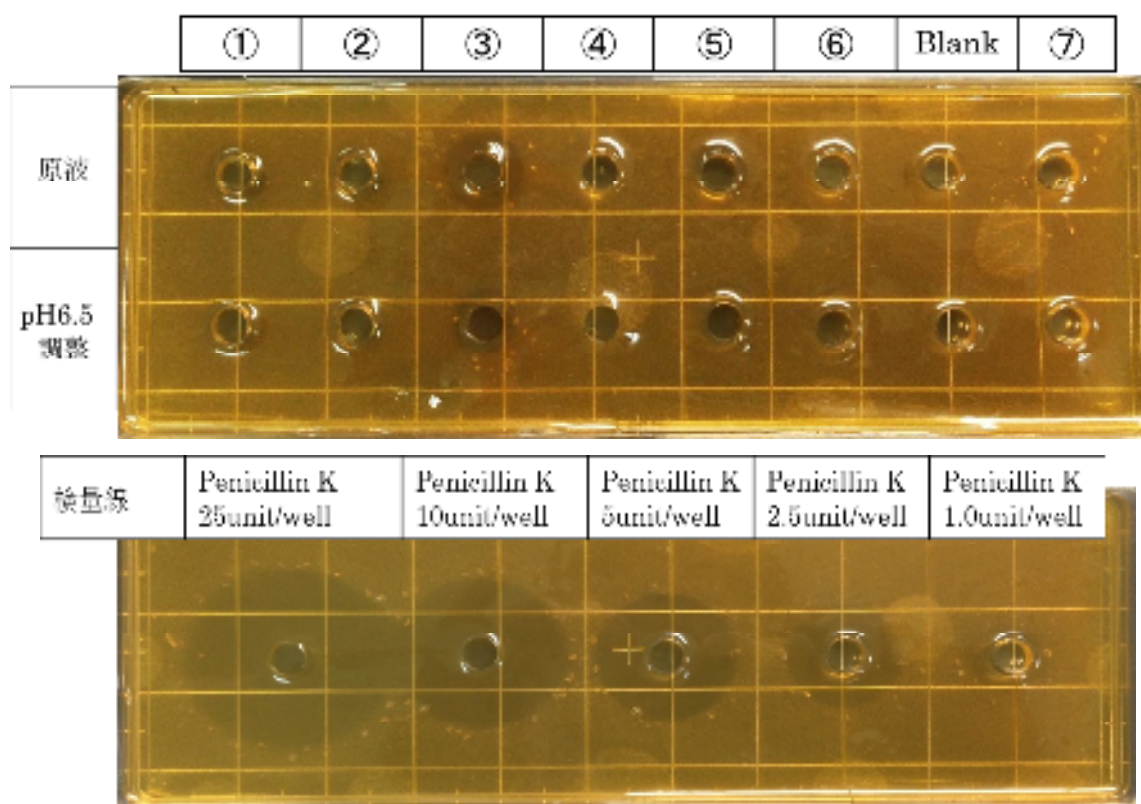 ① ② ③ ④ ⑤ ⑥ Blank ⑦
原液
pH6.5
調整
検量線
Penicillin K
25unit/well
Penicillin K
10unit/well
Penicillin K
5unit/well
Penicillin K
2.5unit/well
Penicillin K
1.0unit/well